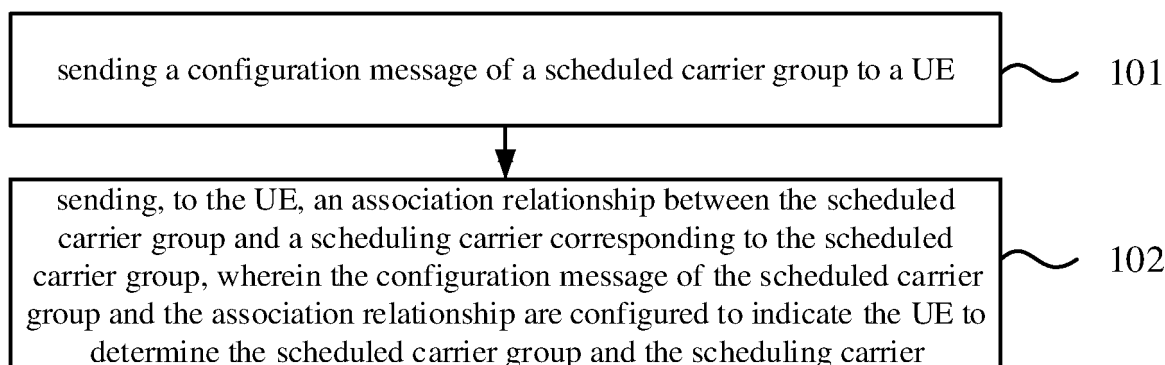 sending a configuration message of a scheduled carrier group to a UE
101
sending, to the UE, an association relationship between the scheduled
carrier group and a scheduling carrier corresponding to the scheduled
carrier group, wherein the configuration message of the scheduled carrier
group and the association relationship are configured to indicate the UE to
determine the scheduled carrier group and the scheduling carrier
102